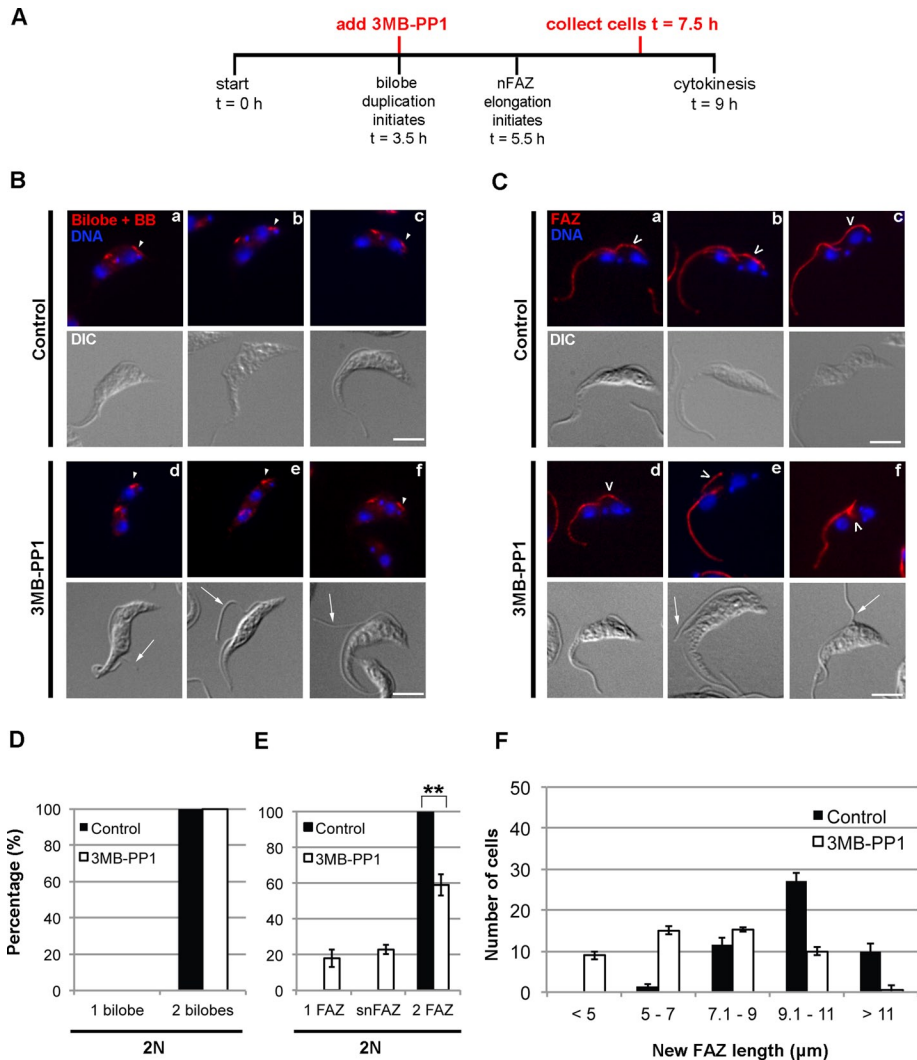 A
add 3MB-PP1
collect cells t = 7.5 h
start
t = 0 h
bilobe
duplication
initiates
t = 3.5 h
nFAZ
elongation
initiates
t = 5.5 h
cytokinesis
t = 9 h
B
Control
Bilobe + BB
DNA
a
b
c
DIC
3MB-PP1
d
e
f
C
Control
FAZ
DNA
a
b
c
DIC
3MB-PP1
d
e
f
D
Percentage (%)
100
80
60
40
20
0
Control
3MB-PP1
1 bilobe
2 bilobes
2N
E
**
100
80
60
40
20
0
Control
3MB-PP1
1 FAZ
snFAZ
2 FAZ
2N
F
Number of cells
50
40
30
20
10
0
Control
3MB-PP1
< 5
5 - 7
7.1 - 9
9.1 - 11
> 11
New FAZ length (µm)